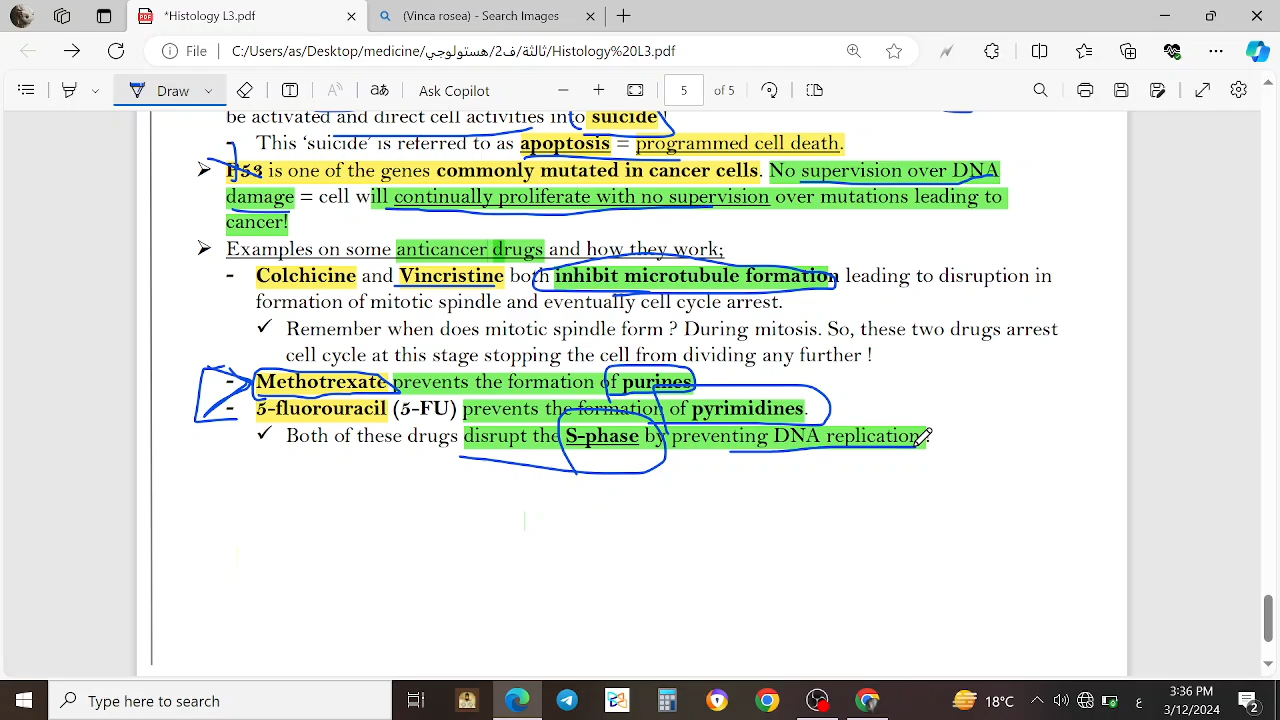 *Histology L3.pdf
(Vinca rosea) - Search Images
File
C:/Users/as/Desktop/medicine/ثالثة/ف2/هستولوجي/Histology%20L3.pdf
Draw
Ask Copilot
5
of 5
be activated and direct cell activities into suicide !
- This ‘suicide’ is referred to as apoptosis = programmed cell death.
➢ P53 is one of the genes commonly mutated in cancer cells. No supervision over DNA
damage = cell will continually proliferate with no supervision over mutations leading to
cancer!
➢ Examples on some anticancer drugs and how they work;
- Colchicine and Vincristine both inhibit microtubule formation leading to disruption in
formation of mitotic spindle and eventually cell cycle arrest.
✓ Remember when does mitotic spindle form ? During mitosis. So, these two drugs arrest
cell cycle at this stage stopping the cell from dividing any further !
- Methotrexate prevents the formation of purines
- 5-fluorouracil (5-FU) prevents the formation of pyrimidines.
✓ Both of these drugs disrupt the S-phase by preventing DNA replication
Type here to search
18°C
ع
3:36 PM
3/12/2024
2